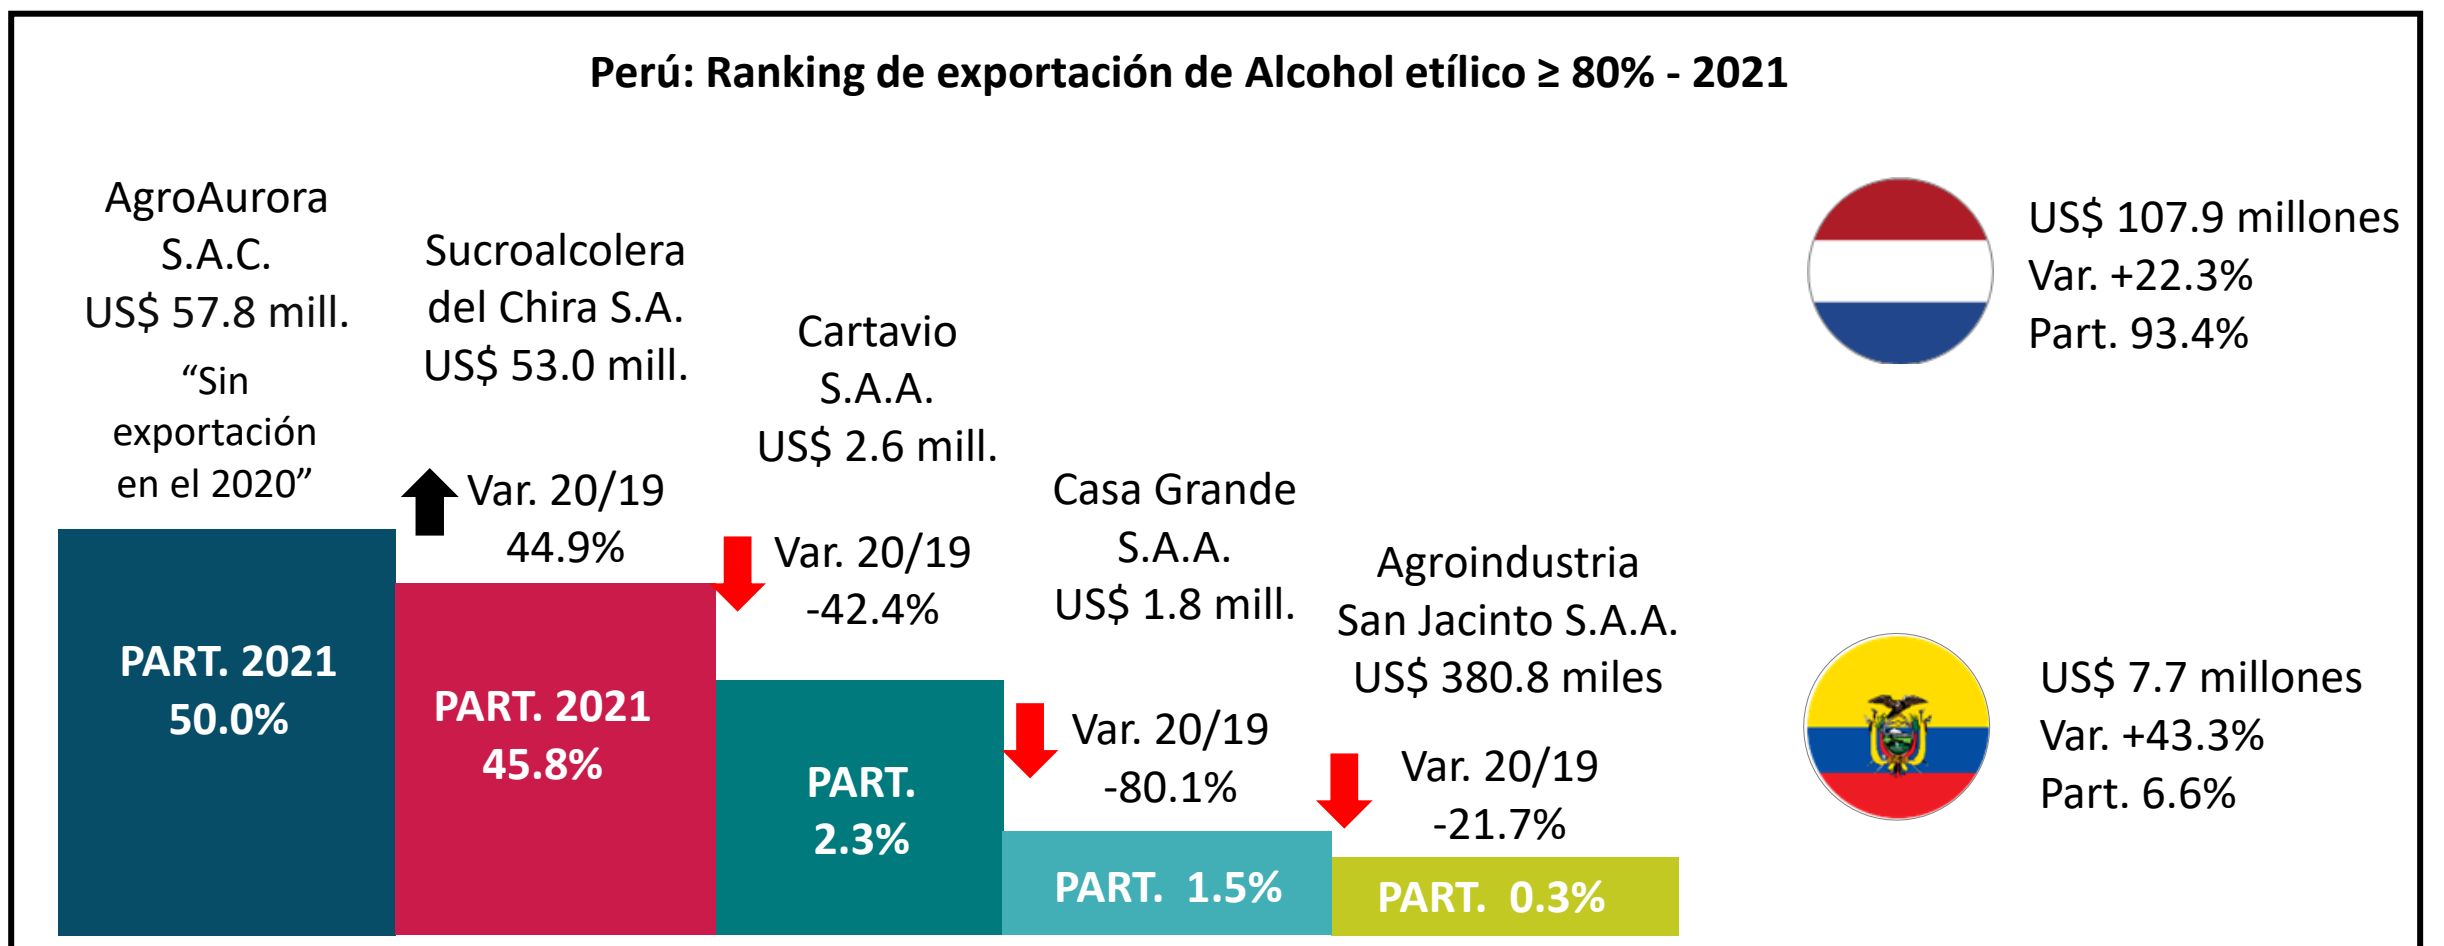 Perú: Ranking de exportación de Alcohol etílico ≥ 80% - 2021
AgroAurora
S.A.C.
US$ 57.8 mill.
“Sin
exportación
en el 2020”
PART. 2021
50.0%
Sucroalcolera
del Chira S.A.
US$ 53.0 mill.
Var. 20/19
44.9%
PART. 2021
45.8%
Cartavio
S.A.A.
US$ 2.6 mill.
Var. 20/19
-42.4%
PART.
2.3%
Casa Grande
S.A.A.
US$ 1.8 mill.
Var. 20/19
-80.1%
PART. 1.5%
Agroindustria
San Jacinto S.A.A.
US$ 380.8 miles
Var. 20/19
-21.7%
PART. 0.3%
US$ 107.9 millones
Var. +22.3%
Part. 93.4%
US$ 7.7 millones
Var. +43.3%
Part. 6.6%